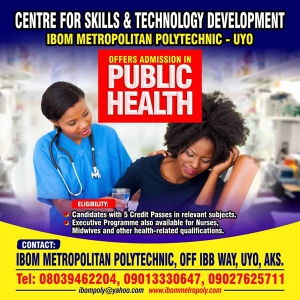 CENTRE FOR SKILLS & TECHNOLOGY DEVELOPMENT
IBOM METROPOLITAN POLYTECHNIC - UYO
OFFERS ADMISSION IN
PUBLIC
HEALTH
ELIGIBILITY:
Candidates with 5 Credit Passes in relevant subjects.
Executive Programme also available for Nurses,
Midwives and other health-related qualifications.
CONTACT:
IBOM METROPOLITAN POLYTECHNIC, OFF IBB WAY, UYO, AKS.
Tel: 08039462204, 09013330647, 09027625711
ibompoly@yahoo.com www.ibommetropoly.com